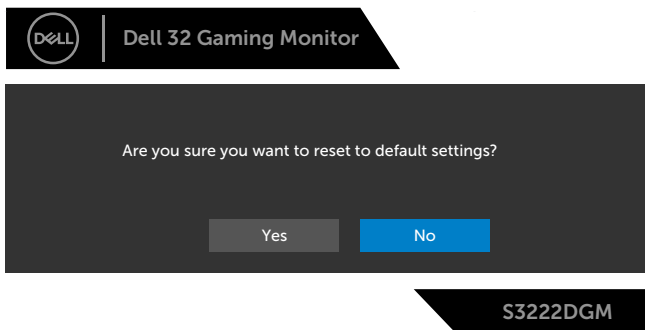 DELL
Dell 32 Gaming Monitor
Are you sure you want to reset to default settings?
Yes No
S3222DGM